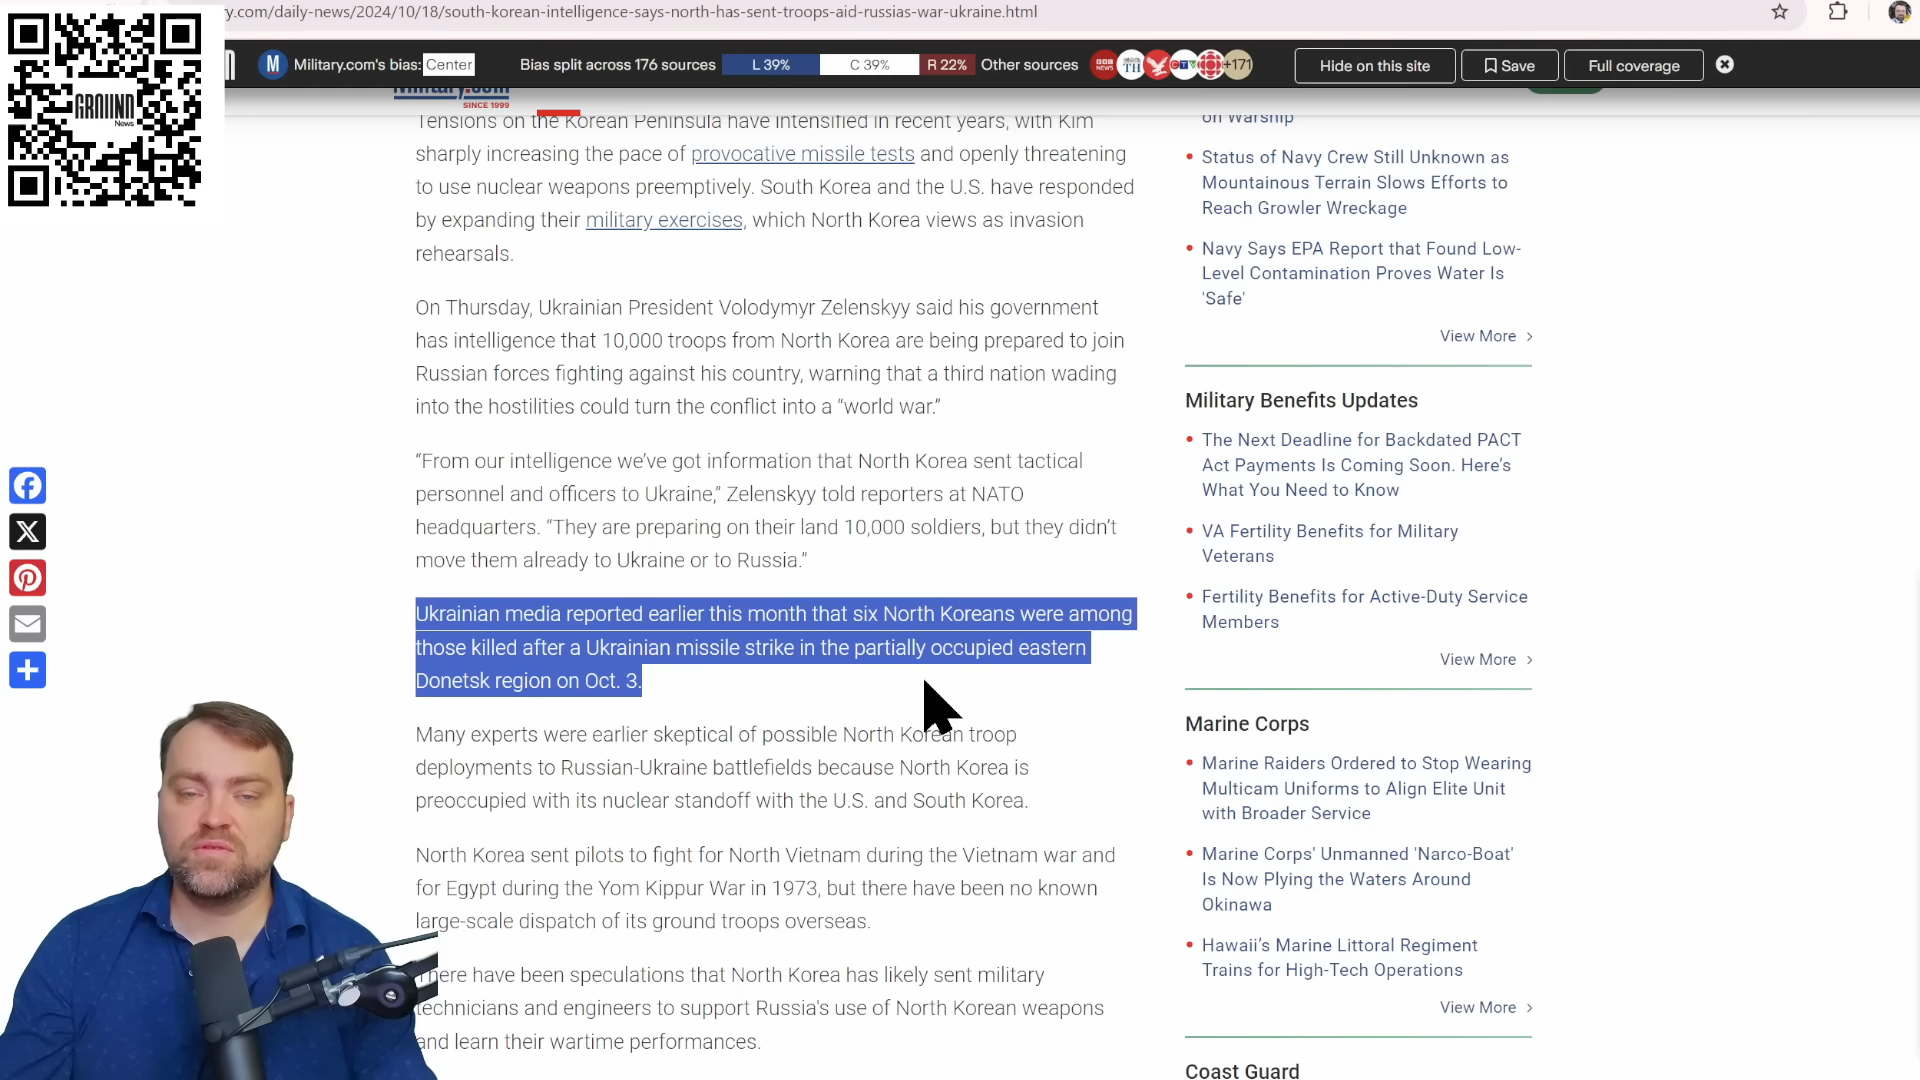 ry.com/daily-news/2024/10/18/south-korean-intelligence-says-north-has-sent-troops-aid-russias-war-ukraine.html
GROUND
News
M
Military.com's bias: Center
Bias split across 176 sources
L 39%
C 39%
R 22%
Other sources
BBC
NEWS
TH
CTV
+171
Hide on this site
Save
Full coverage
Military.com
SINCE 1999
Tensions on the Korean Peninsula have intensified in recent years, with Kim
sharply increasing the pace of provocative missile tests and openly threatening
to use nuclear weapons preemptively. South Korea and the U.S. have responded
by expanding their military exercises, which North Korea views as invasion
rehearsals.
On Thursday, Ukrainian President Volodymyr Zelenskyy said his government
has intelligence that 10,000 troops from North Korea are being prepared to join
Russian forces fighting against his country, warning that a third nation wading
into the hostilities could turn the conflict into a “world war.”
“From our intelligence we’ve got information that North Korea sent tactical
personnel and officers to Ukraine,” Zelenskyy told reporters at NATO
headquarters. “They are preparing on their land 10,000 soldiers, but they didn’t
move them already to Ukraine or to Russia.”
Ukrainian media reported earlier this month that six North Koreans were among
those killed after a Ukrainian missile strike in the partially occupied eastern
Donetsk region on Oct. 3.
Many experts were earlier skeptical of possible North Korean troop
deployments to Russian-Ukraine battlefields because North Korea is
preoccupied with its nuclear standoff with the U.S. and South Korea.
North Korea sent pilots to fight for North Vietnam during the Vietnam war and
for Egypt during the Yom Kippur War in 1973, but there have been no known
large-scale dispatch of its ground troops overseas.
There have been speculations that North Korea has likely sent military
technicians and engineers to support Russia's use of North Korean weapons
and learn their wartime performances.
on Warship
Status of Navy Crew Still Unknown as
Mountainous Terrain Slows Efforts to
Reach Growler Wreckage
Navy Says EPA Report that Found Low-
Level Contamination Proves Water Is
'Safe'
View More
Military Benefits Updates
The Next Deadline for Backdated PACT
Act Payments Is Coming Soon. Here’s
What You Need to Know
VA Fertility Benefits for Military
Veterans
Fertility Benefits for Active-Duty Service
Members
View More
Marine Corps
Marine Raiders Ordered to Stop Wearing
Multicam Uniforms to Align Elite Unit
with Broader Service
Marine Corps' Unmanned 'Narco-Boat'
Is Now Plying the Waters Around
Okinawa
Hawaii’s Marine Littoral Regiment
Trains for High-Tech Operations
View More
Coast Guard